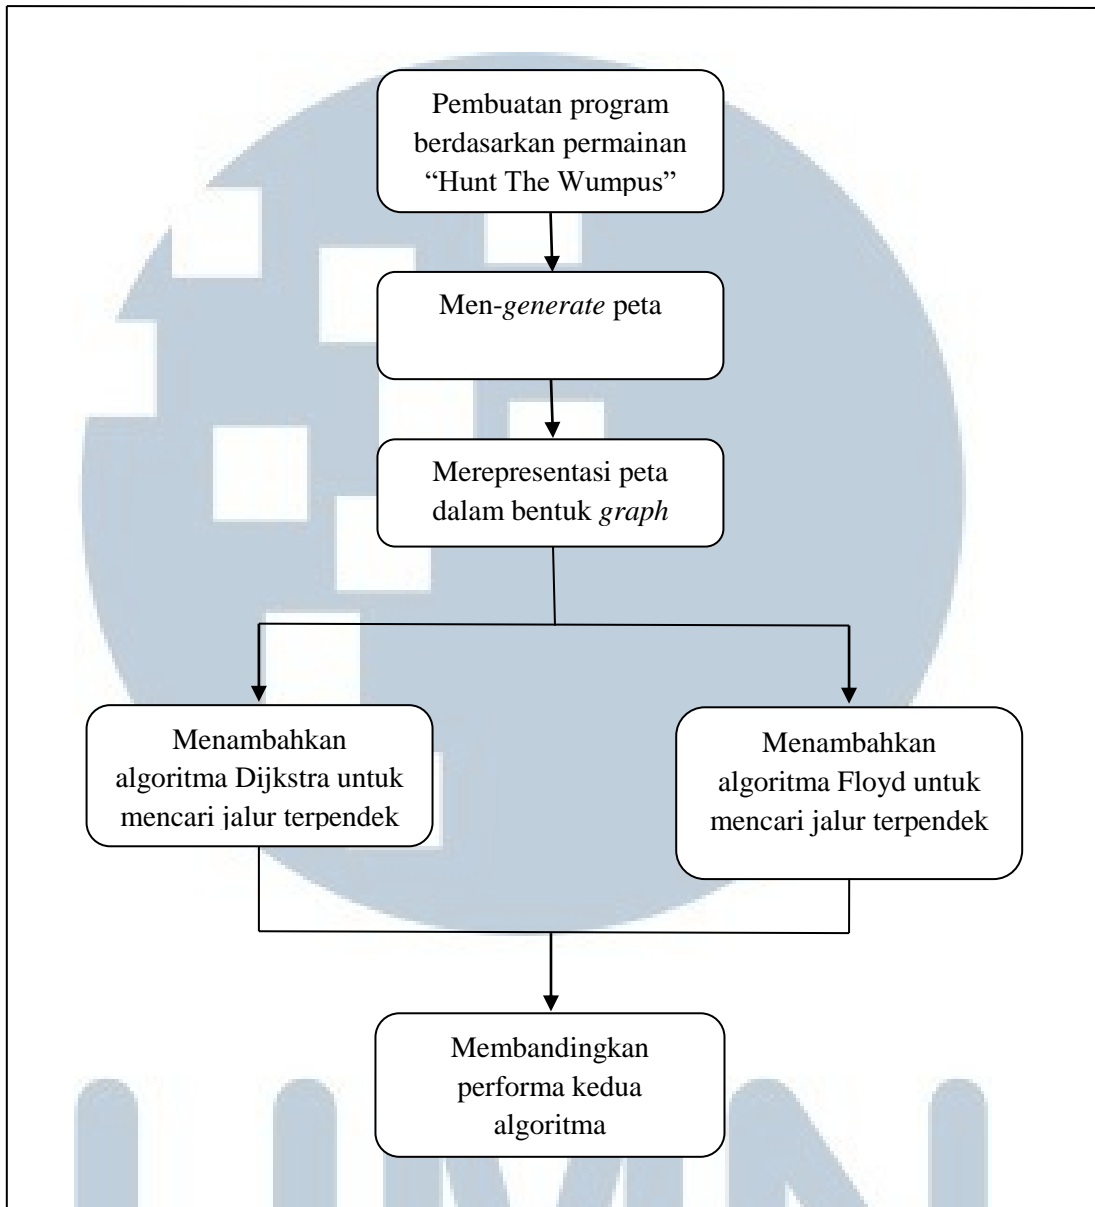 Pembuatan program
berdasarkan permainan
“Hunt The Wumpus”
Men-generate peta
Merepresentasi peta
dalam bentuk graph
Menambahkan
algoritma Dijkstra untuk
mencari jalur terpendek
Menambahkan
algoritma Floyd untuk
mencari jalur terpendek
Membandingkan
performa kedua
algoritma
UMN